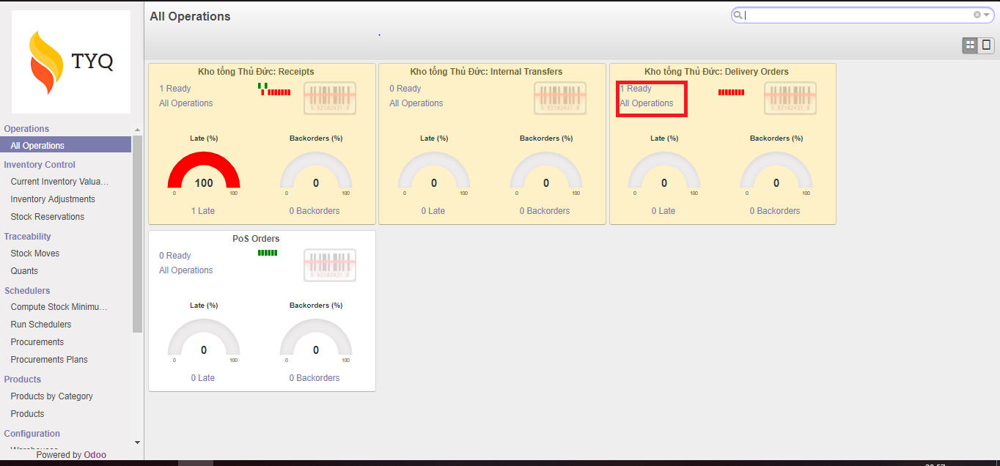 TYQ
Operations
All Operations
Inventory Control
Current Inventory Valua...
Inventory Adjustments
Stock Reservations
Traceability
Stock Moves
Quants
Schedulers
Compute Stock Minimu...
Run Schedulers
Procurements
Procurements Plans
Products
Products by Category
Products
Configuration
Warehouses
Powered by Odoo
All Operations
Kho tổng Thủ Đức: Receipts
1 Ready
All Operations
Late (%)
Backorders (%)
100
0
0 100
0 100
1 Late
0 Backorders
Kho tổng Thủ Đức: Internal Transfers
0 Ready
All Operations
Late (%)
Backorders (%)
0
0
0 100
0 100
0 Late
0 Backorders
Kho tổng Thủ Đức: Delivery Orders
1 Ready
All Operations
Late (%)
Backorders (%)
0
0
0 100
0 100
0 Late
0 Backorders
PoS Orders
0 Ready
All Operations
Late (%)
Backorders (%)
0
0
0 100
0 100
0 Late
0 Backorders